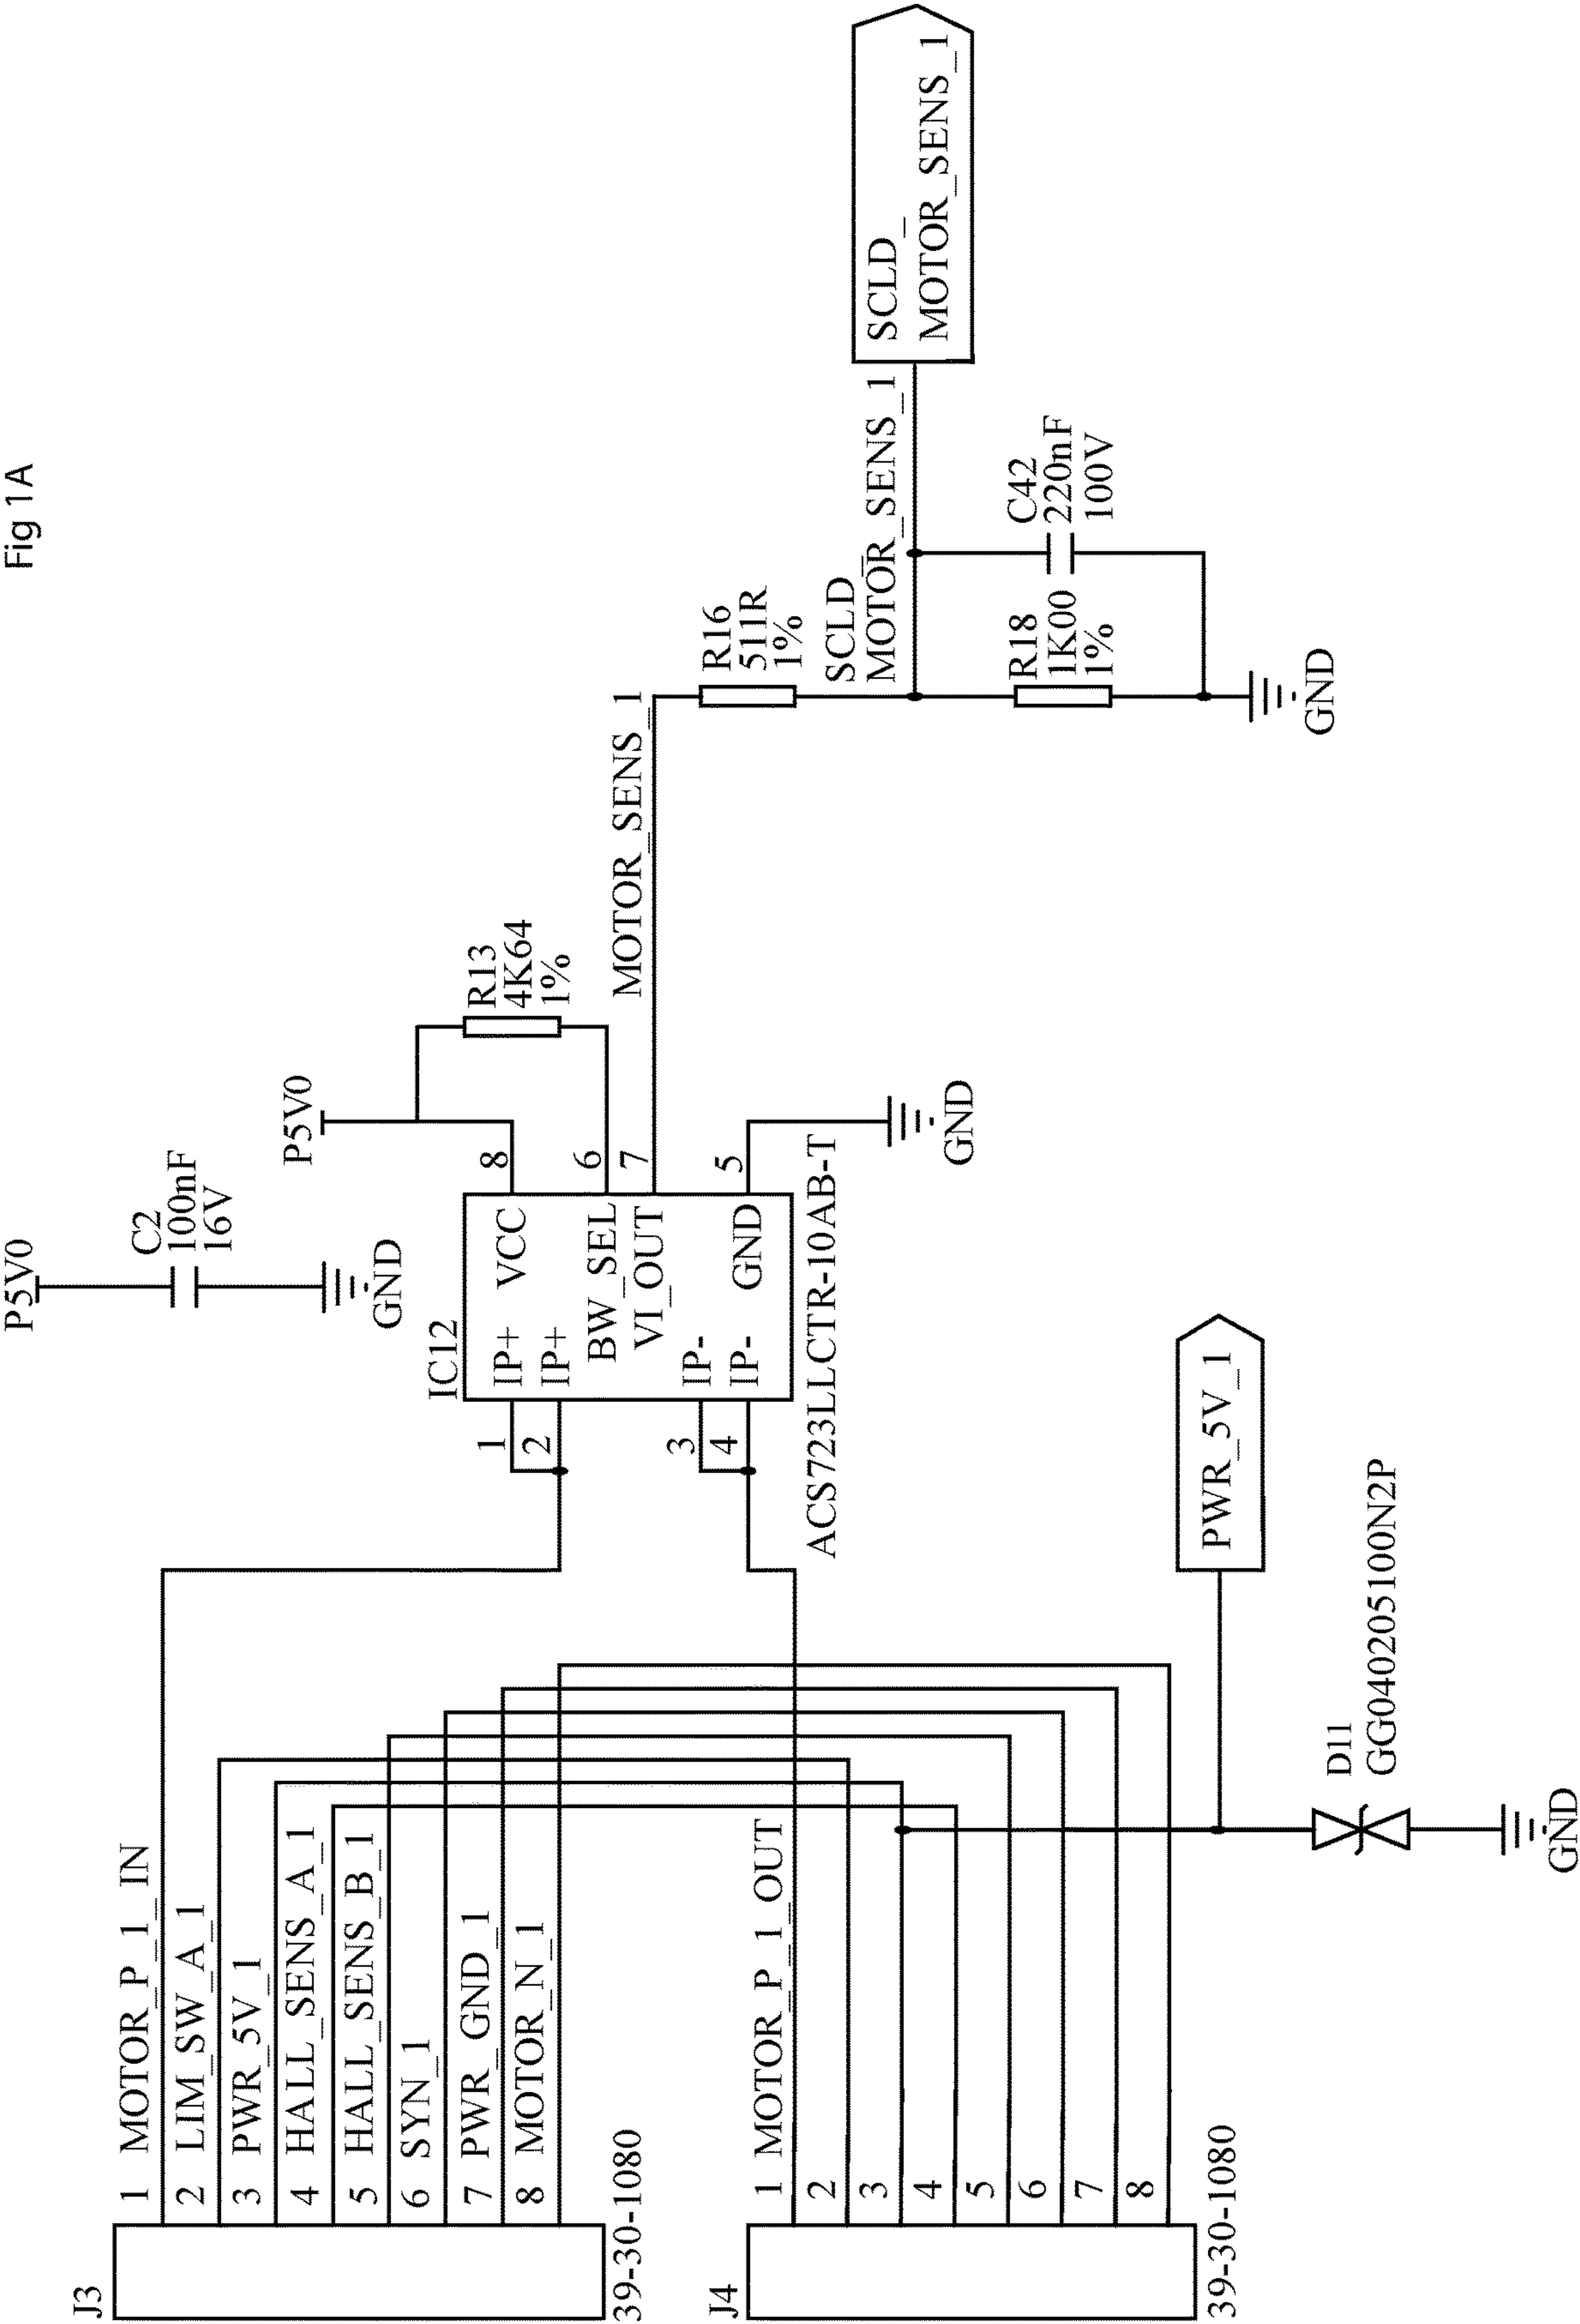 Fig 1A
P5V0
C2
100nF
16V
GND
P5V0
R13
4K64
1%
IC12
1
2
3
4
IP+
IP+
IP-
IP-
VCC
BW_SEL
VI_OUT
GND
8
6
7
5
GND
ACS723LLCTR-10AB-T
MOTOR_SENS_1
R16
511R
1%
SCLD_
MOTOR_SENS_1
SCLD_
MOTOR_SENS_1
R18
1K00
1%
C42
220nF
100V
GND
J3
1 MOTOR_P_1_IN
2 LIM_SW_A_1
3 PWR_5V_1
4 HALL_SENS_A_1
5 HALL_SENS_B_1
6 SYN_1
7 PWR_GND_1
8 MOTOR_N_1
39-30-1080
J4
1 MOTOR_P_1_OUT
2
3
4
5
6
7
8
39-30-1080
PWR_5V_1
D11
GG040205100N2P
GND